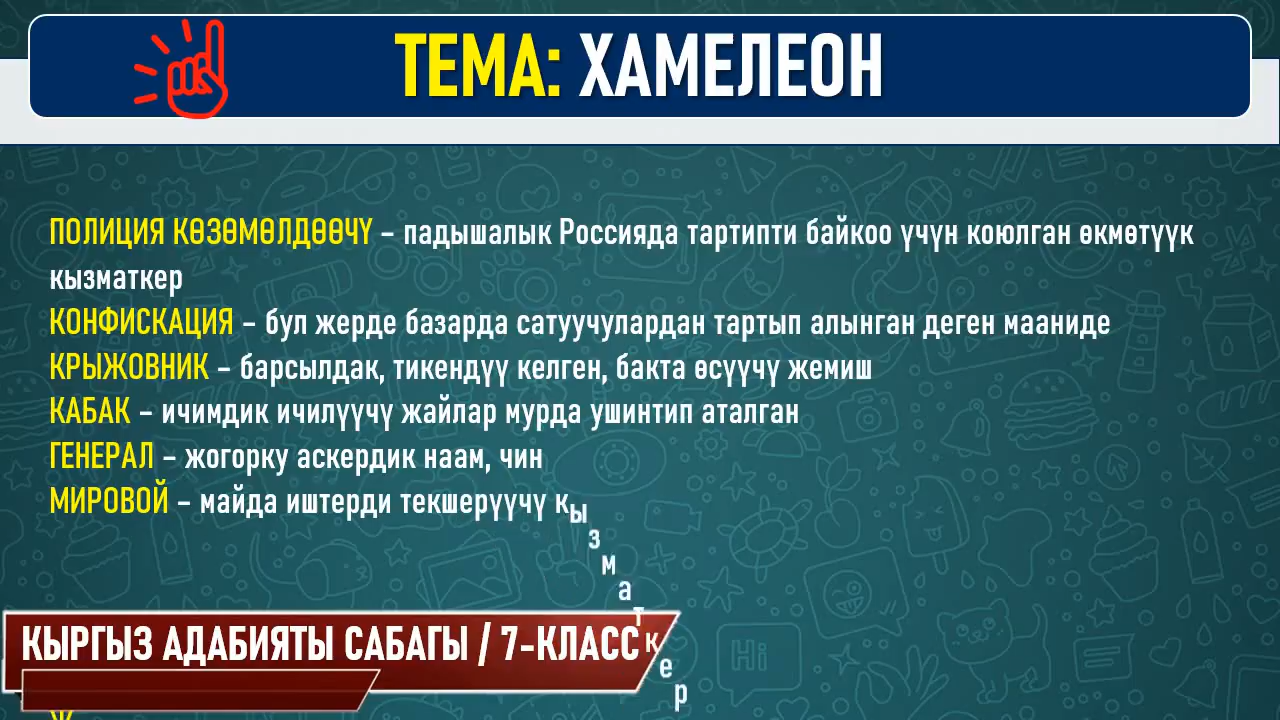 ТЕМА: ХАМЕЛЕОН
ПОЛИЦИЯ КӨЗӨМӨЛДӨӨЧҮ – падышалык Россияда тартипти байкоо үчүн коюлган өкмөтүүк
кызматкер
КОНФИСКАЦИЯ – бул жерде базарда сатуучулардан тартып алынган деген мааниде
КРЫЖОВНИК – барсылдак, тикендүү келген, бакта өсүүчү жемиш
КАБАК – ичимдик ичилүүчү жайлар мурда ушинтип аталган
ГЕНЕРАЛ – жогорку аскердик наам, чин
МИРОВОЙ – майда иштерди текшерүүчү кызматкер
КЫРГЫЗ АДАБИЯТЫ САБАГЫ / 7-КЛАСС
Hi